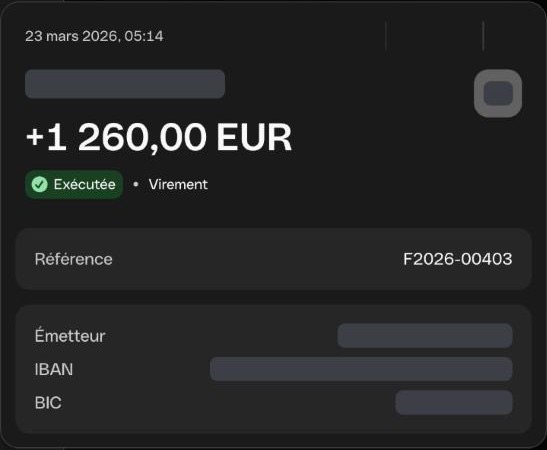 23 mars 2026, 05:14
+1 260,00 EUR
Exécutée • Virement
Référence F2026-00403
Émetteur
IBAN
BIC